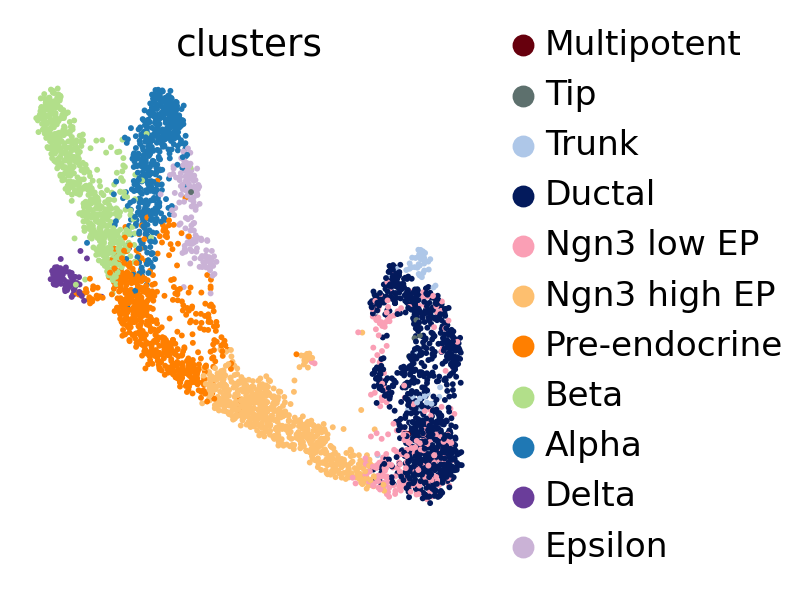 clusters
Multipotent
Tip
Trunk
Ductal
Ngn3 low EP
Ngn3 high EP
Pre-endocrine
Beta
Alpha
Delta
Epsilon